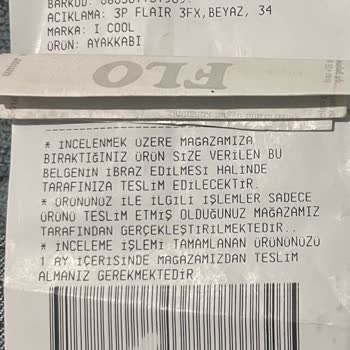 AÇIKLAMA: 3P FLAIR 3FX,BEYAZ, 34
MARKA: I COOL
ÜRÜN: AYAKKABI
FLO
* İNCELENMEK ÜZERE MAĞAZAMIZA
BIRAKTIĞINIZ ÜRÜN SİZE VERİLEN BU
BELGENİN İBRAZ EDİLMESİ HALİNDE
TARAFINIZA TESLİM EDİLECEKTİR.
* ÜRÜNÜNÜZ İLE İLGİLİ İŞLEMLER SADECE
ÜRÜNÜ TESLİM ETMİŞ OLDUĞUNUZ MAĞAZAMIZ
TARAFINDAN GERÇEKLEŞTİRİLMEKTEDİR..
* İNCELEME İŞLEMİ TAMAMLANAN ÜRÜNÜNÜZÜ
1 AY İÇERİSİNDE MAĞAZAMIZDAN TESLİM
ALMANIZ GEREKMEKTEDİR.